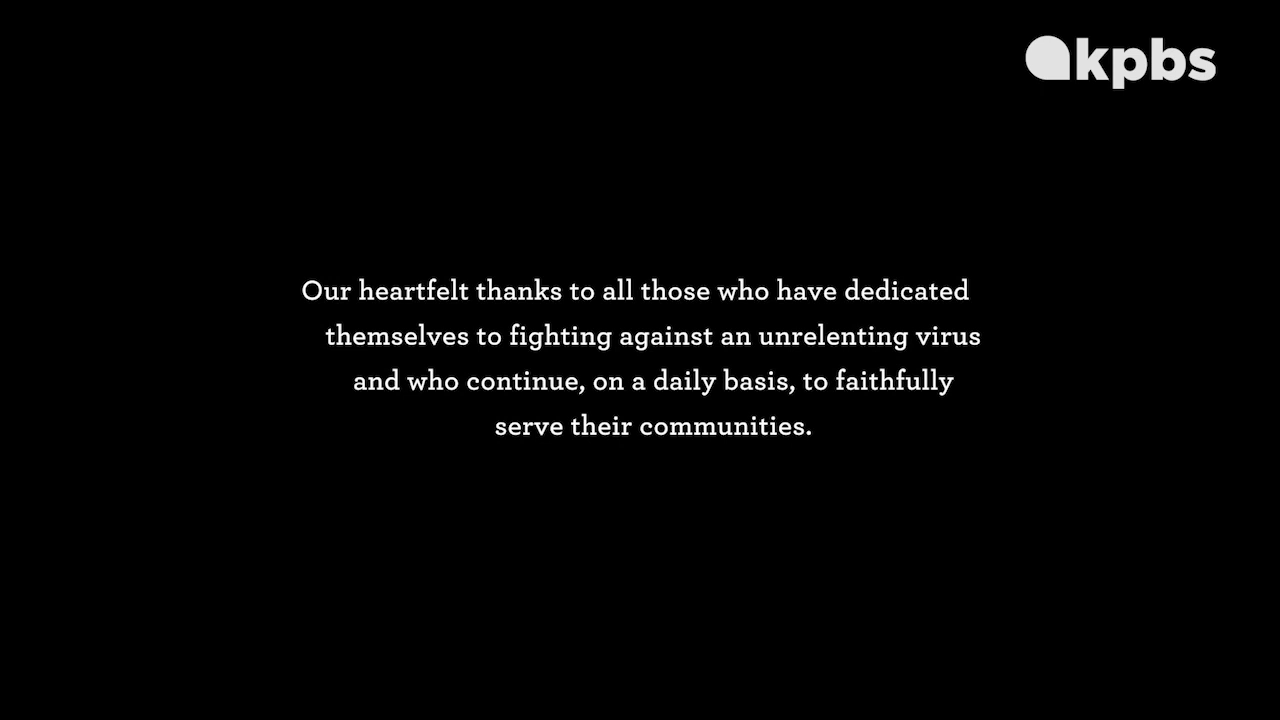 kpbs
Our heartfelt thanks to all those who have dedicated
themselves to fighting against an unrelenting virus
and who continue, on a daily basis, to faithfully
serve their communities.